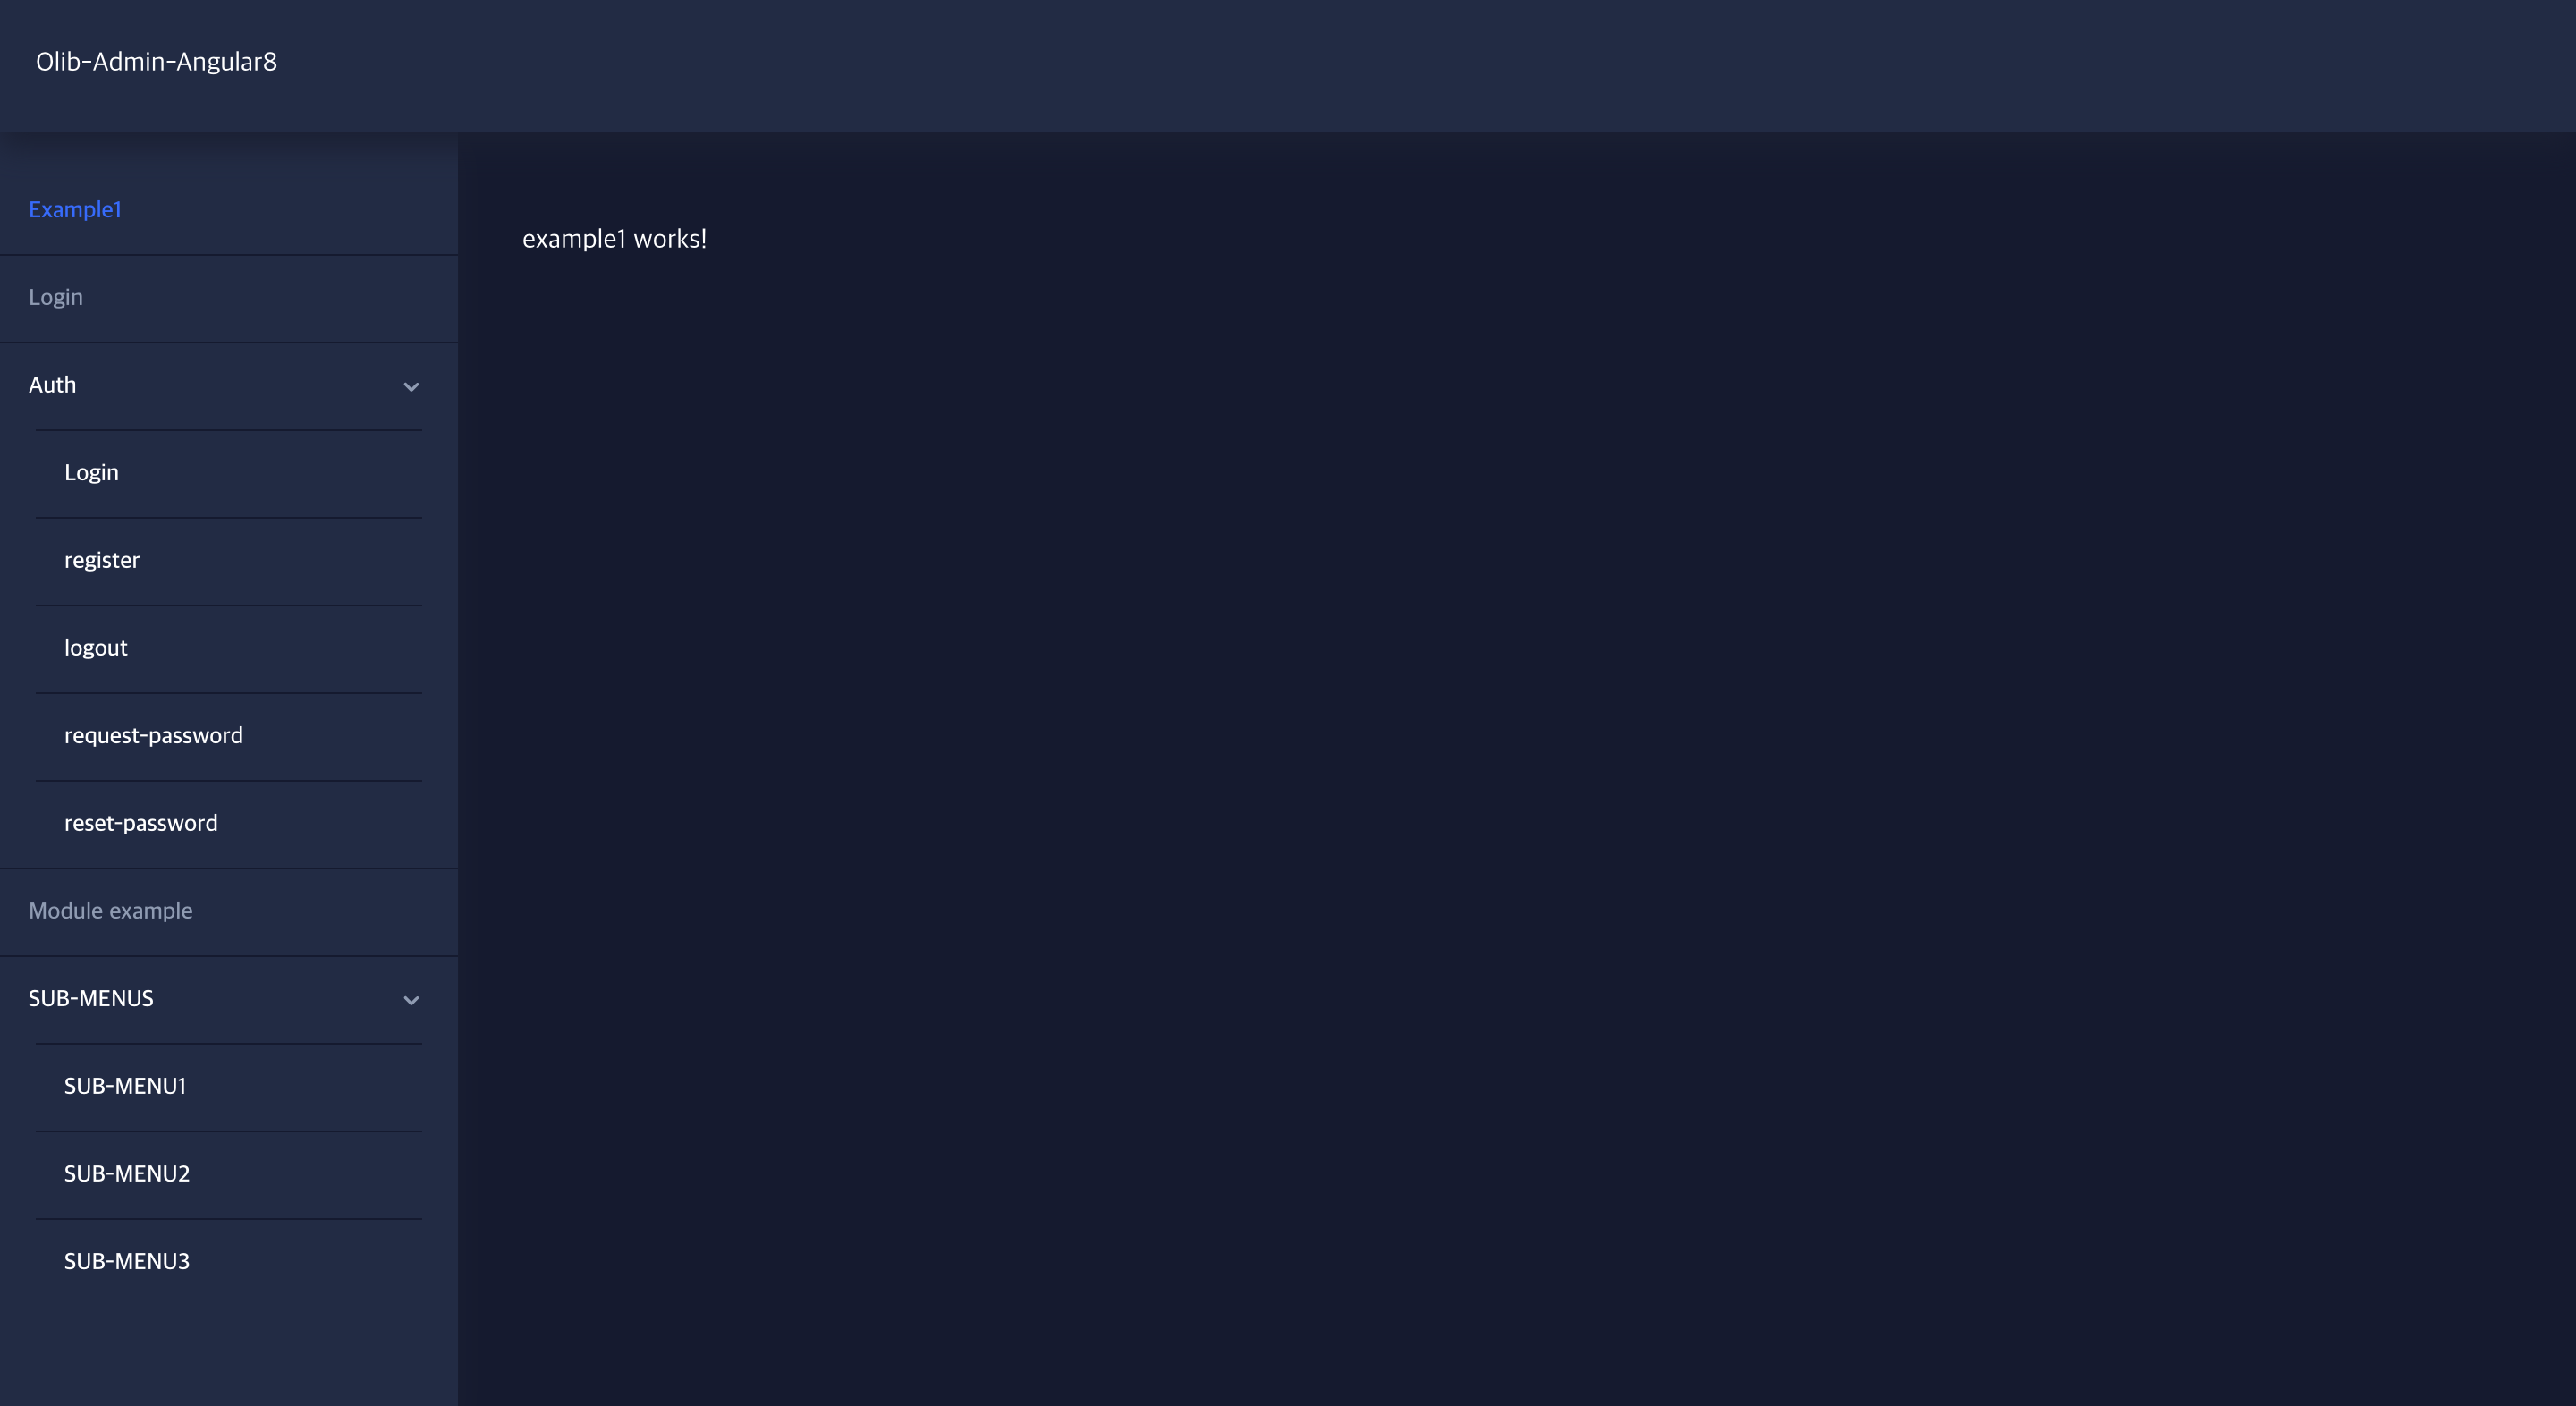 Olib-Admin-Angular8
Example1
Login
Auth
Login
register
logout
request-password
reset-password
Module example
SUB-MENUS
SUB-MENU1
SUB-MENU2
SUB-MENU3
example1 works!